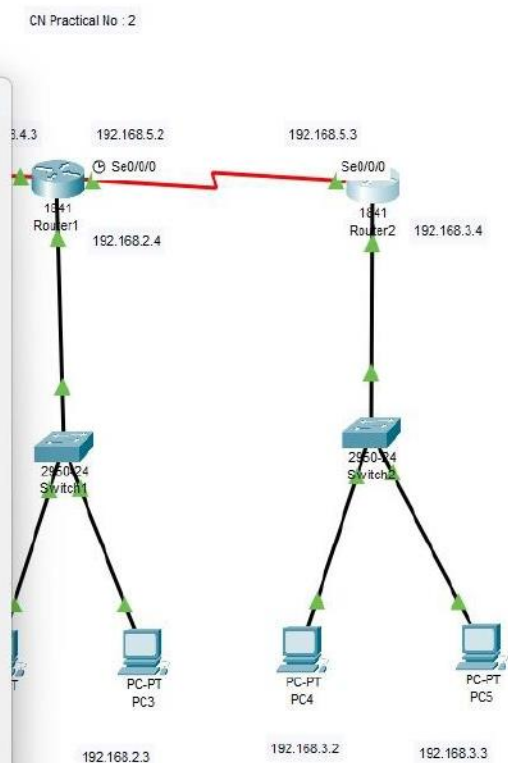 CN Practical No : 2
192.168.5.2
192.168.5.3
Se0/0/0
Se0/0/0
1841
Router1
1841
Router2
192.168.2.4
192.168.3.4
2950-24
Switch1
2950-24
Switch2
PC-PT
PC3
PC-PT
PC4
PC-PT
PC5
192.168.2.3
192.168.3.2
192.168.3.3